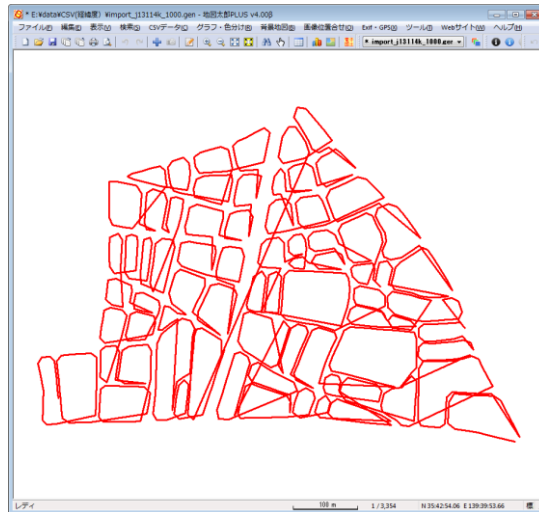 * E:¥data¥CSV(経緯度) ¥import_j13114k_1000.gen - 地図太郎PLUS v4.00β
ファイル(F) 編集(E) 表示(V) 検索(S) CSVデータ(C) グラフ・色分け(R) 背景地図(B) 画像位置合せ(D) Exif・GPS(G) ツール(T) Webサイト(W) ヘルプ(H)
* import_j13114k_1000.ger
レディ 100 m 1 / 3,354 N 35:42:54.06 E 139:39:53.66 標